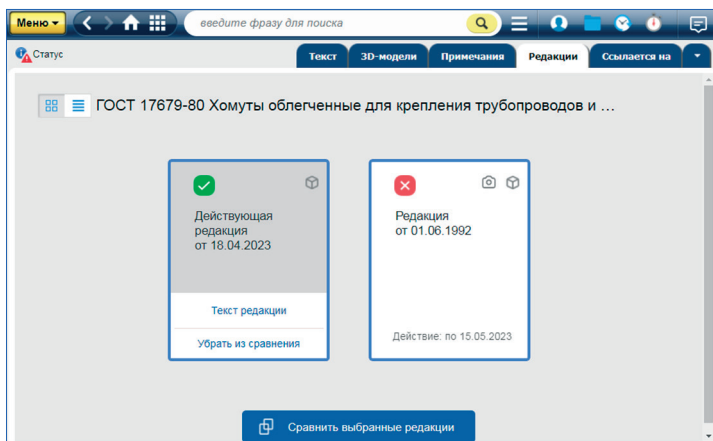 Меню
введите фразу для поиска
Статус
Текст
3D-модели
Примечания
Редакции
Ссылается на
ГОСТ 17679-80 Хомуты облегченные для крепления трубопроводов и ...
Действующая
редакция
от 18.04.2023
Текст редакции
Убрать из сравнения
Редакция
от 01.06.1992
Действие: по 15.05.2023
Сравнить выбранные редакции